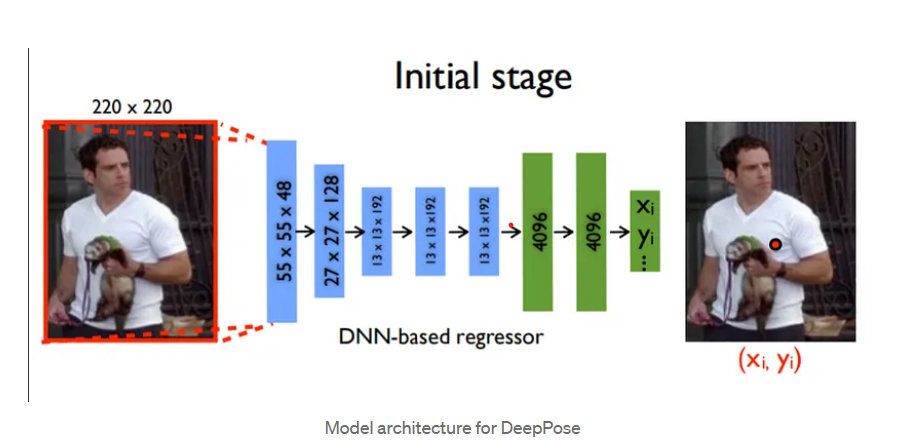 Initial stage
220 x 220
55 x 55 x 48
27 x 27 x 128
13 x 13 x192
13 x 13 x192
13 x 13 x192
4096
4096
xi
yi
⋮
DNN-based regressor
(xi, yi)
Model architecture for DeepPose